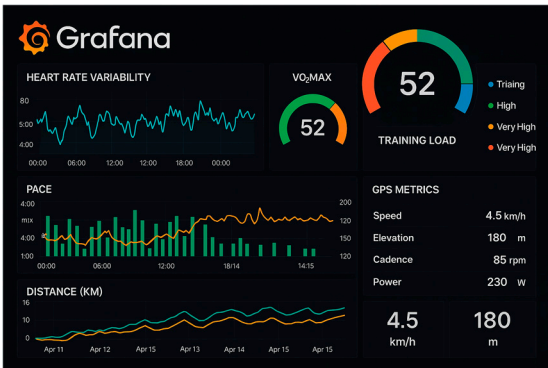 Grafana
HEART RATE VARIABILITY
80
5:00
4:00
00:00 06:00 12:00 12:00 18:00 00:00
VO₂MAX
52
52
TRAINING LOAD
Triaing
High
Very High
Very High
PACE
4:00
4:00
1:00
200
120
150
120
00:00 06:00 12:00 18/14 14:15
GPS METRICS
Speed 4.5 km/h
Elevation 180 m
Cadence 85 rpm
Power 230 W
DISTANCE (KM)
16
10
0
Apr 11 Apr 12 Apr 15 Apr 13 Apr 14 Apr 15 Apr 15
4.5
km/h
180
m